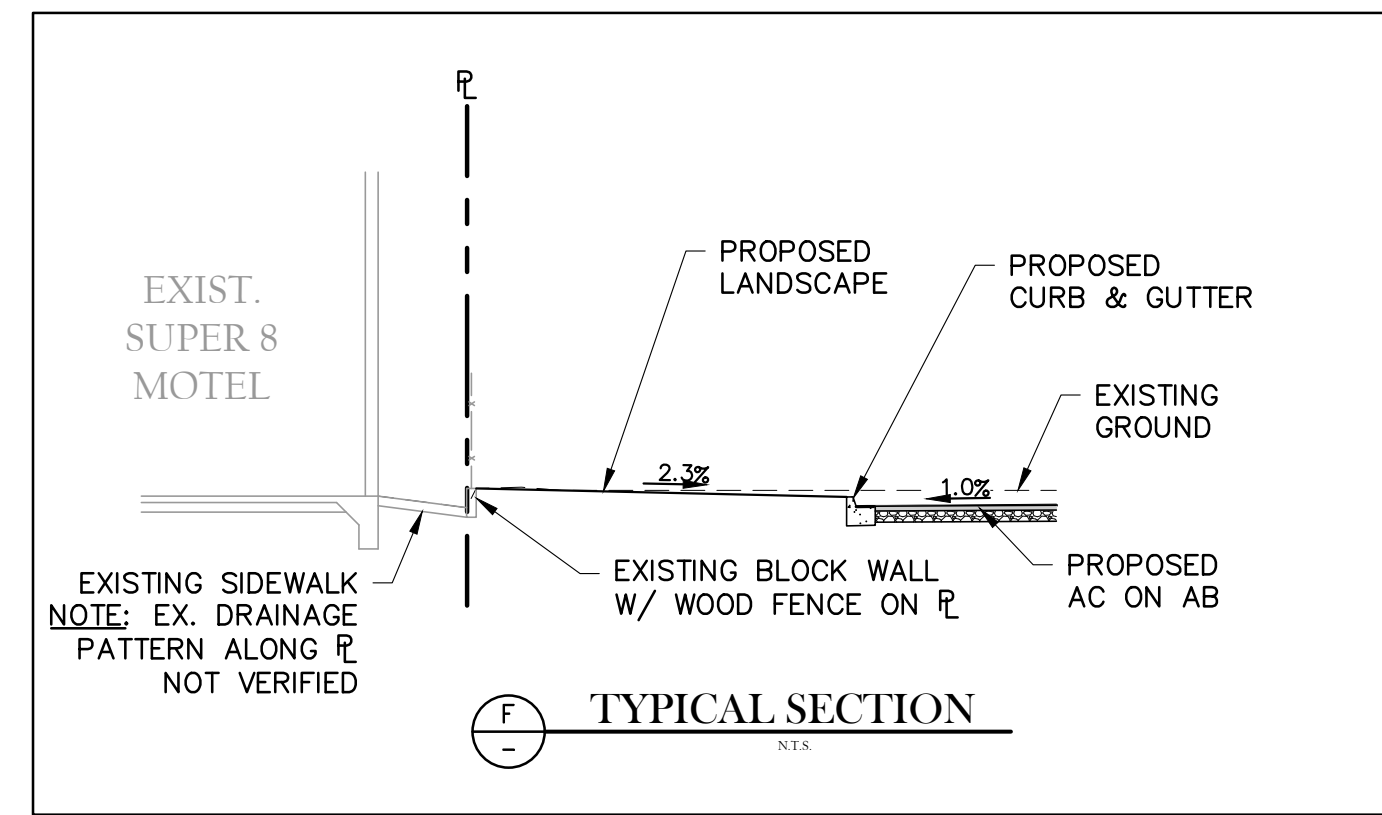 PL
EXIST.
SUPER 8
MOTEL
PROPOSED
LANDSCAPE
PROPOSED
CURB & GUTTER
EXISTING
GROUND
2.3%
1.0%
EXISTING SIDEWALK
NOTE: EX. DRAINAGE
PATTERN ALONG PL
NOT VERIFIED
EXISTING BLOCK WALL
W/ WOOD FENCE ON PL
PROPOSED
AC ON AB
F
-
TYPICAL SECTION
N.T.S.